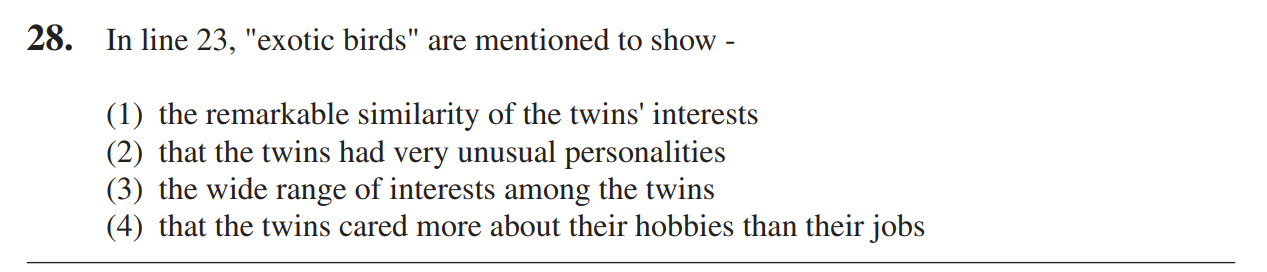 28. In line 23, "exotic birds" are mentioned to show -
(1) the remarkable similarity of the twins' interests
(2) that the twins had very unusual personalities
(3) the wide range of interests among the twins
(4) that the twins cared more about their hobbies than their jobs